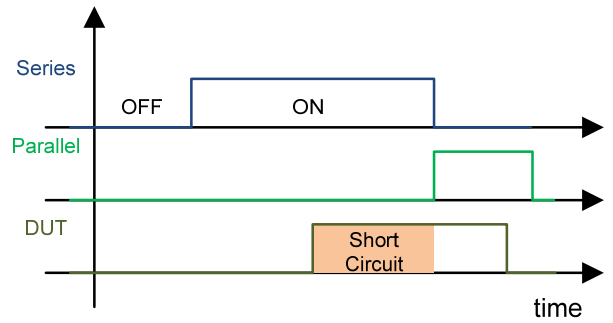 Series
OFF
ON
Parallel
DUT
Short
Circuit
time